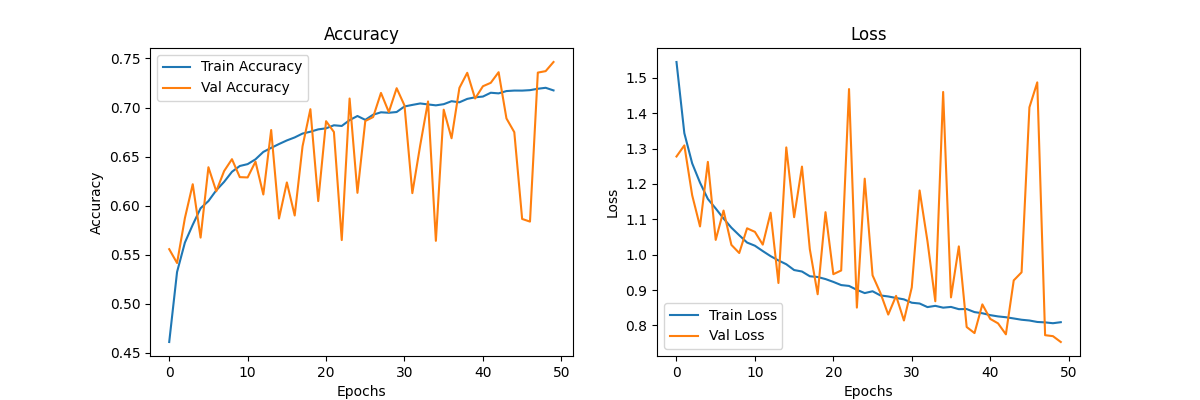 Accuracy
Train Accuracy
Val Accuracy
0.75
0.70
0.65
0.60
0.55
0.50
0.45
Accuracy
0 10 20 30 40 50
Epochs
Loss
1.5
1.4
1.3
1.2
1.1
1.0
0.9
0.8
Loss
Train Loss
Val Loss
0 10 20 30 40 50
Epochs